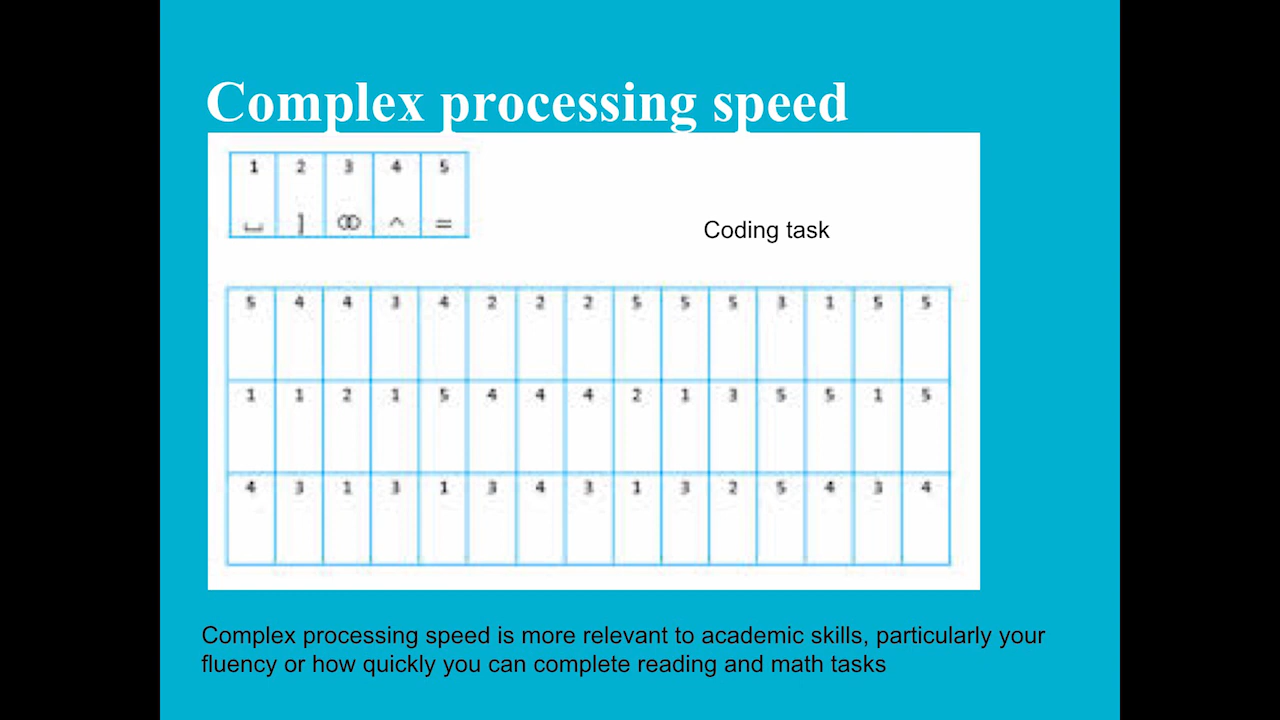 Complex processing speed
1 2 3 4 5
⌴ ] ꝏ ^ =
Coding task
5 4 4 3 4 2 2 2 5 5 5 3 1 5 5
1 1 2 1 5 4 4 4 2 1 3 5 5 1 5
4 3 1 3 1 3 4 3 1 3 2 5 4 3 4
Complex processing speed is more relevant to academic skills, particularly your
fluency or how quickly you can complete reading and math tasks